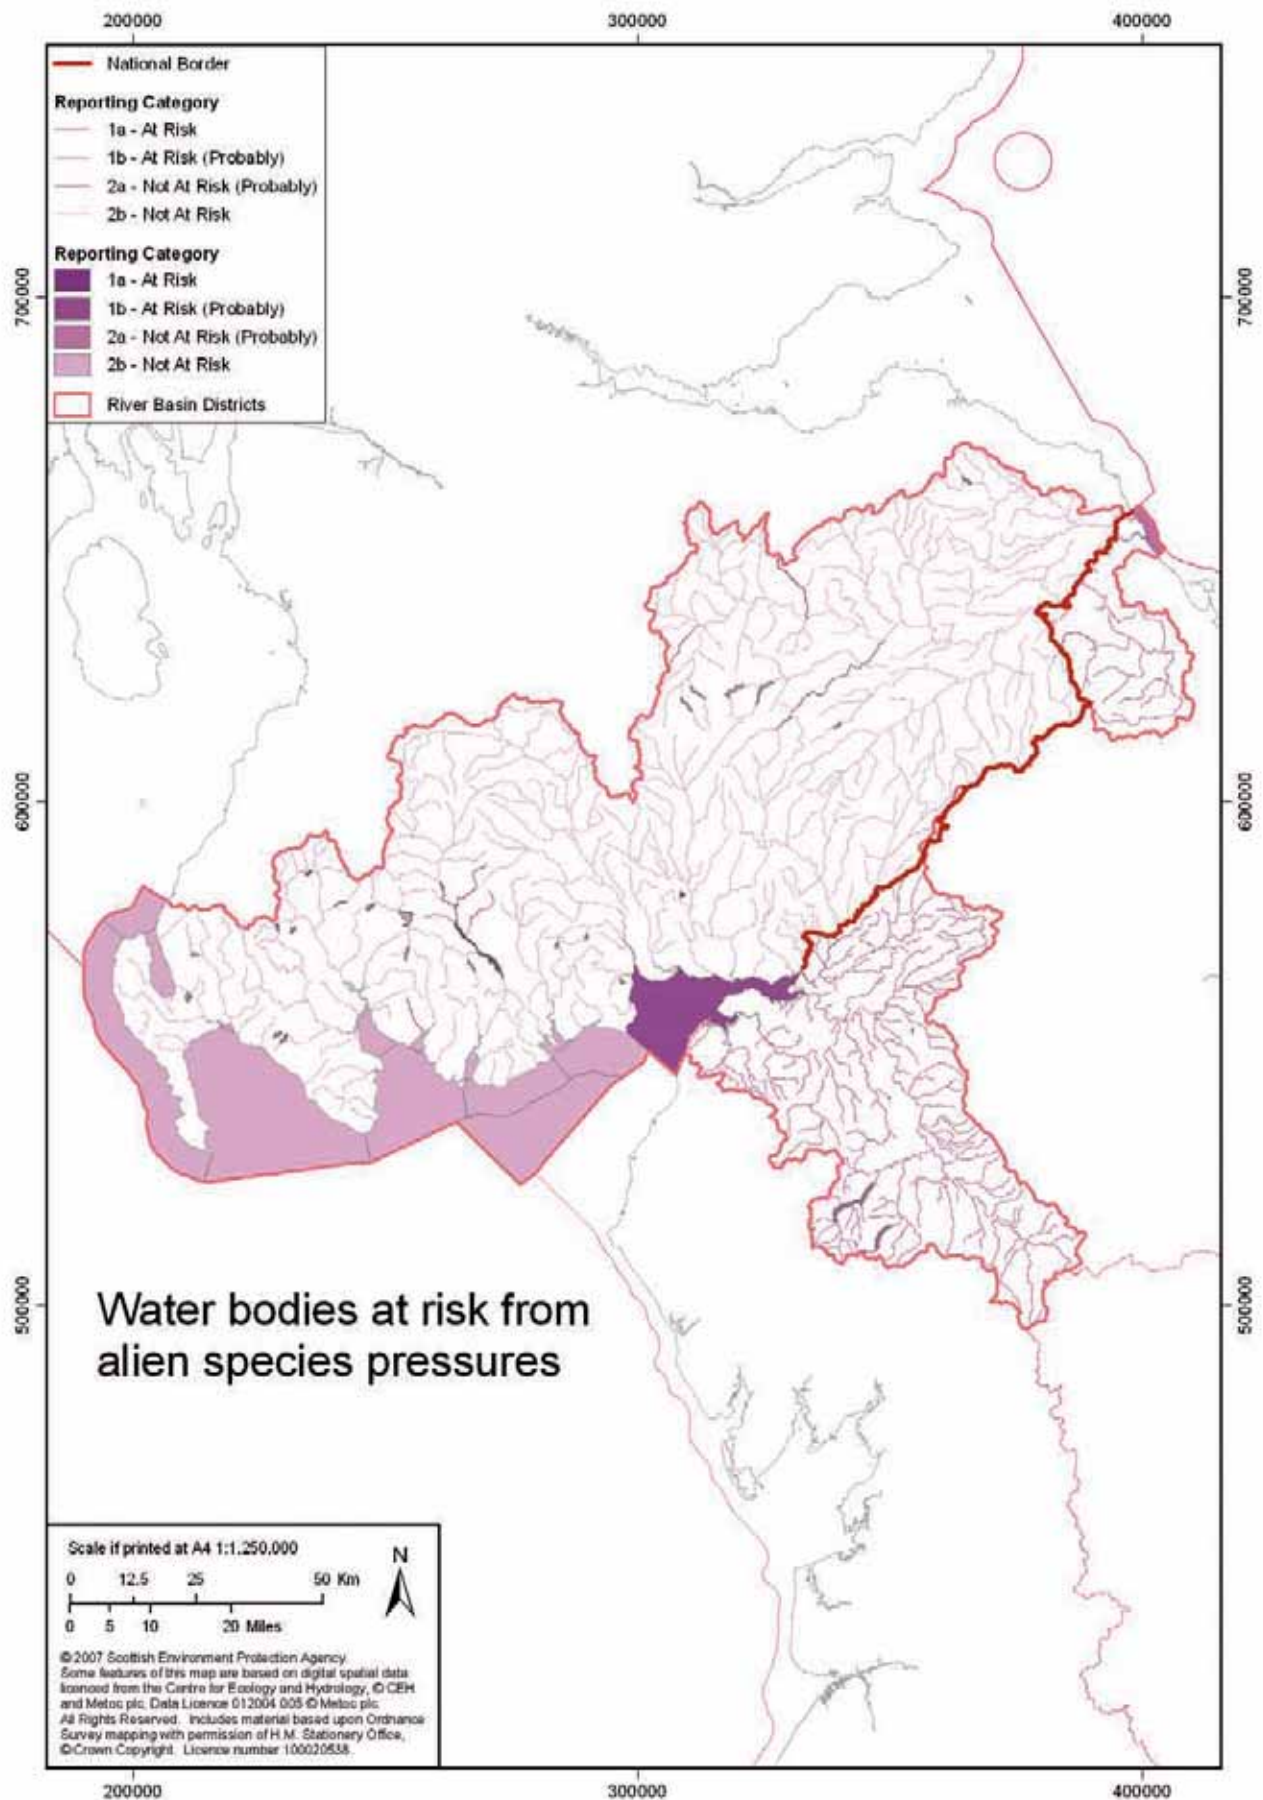 200000
300000
400000
National Border
Reporting Category
1a - At Risk
1b - At Risk (Probably)
2a - Not At Risk (Probably)
2b - Not At Risk
Reporting Category
1a - At Risk
1b - At Risk (Probably)
2a - Not At Risk (Probably)
2b - Not At Risk
River Basin Districts
700000
700000
600000
600000
500000
500000
Water bodies at risk from
alien species pressures
Scale if printed at A4 1:1,250,000
0 12.5 25 50 Km
0 5 10 20 Miles
N
© 2007 Scottish Environment Protection Agency.
Some features of this map are based on digital spatial data
licenced from the Centre for Ecology and Hydrology, © CEH
and Metoc plc, Data Licence 012004.005 © Metoc plc.
All Rights Reserved. Includes material based upon Ordnance
Survey mapping with permission of H.M. Stationery Office,
© Crown Copyright. Licence number 100020538.
200000
300000
400000